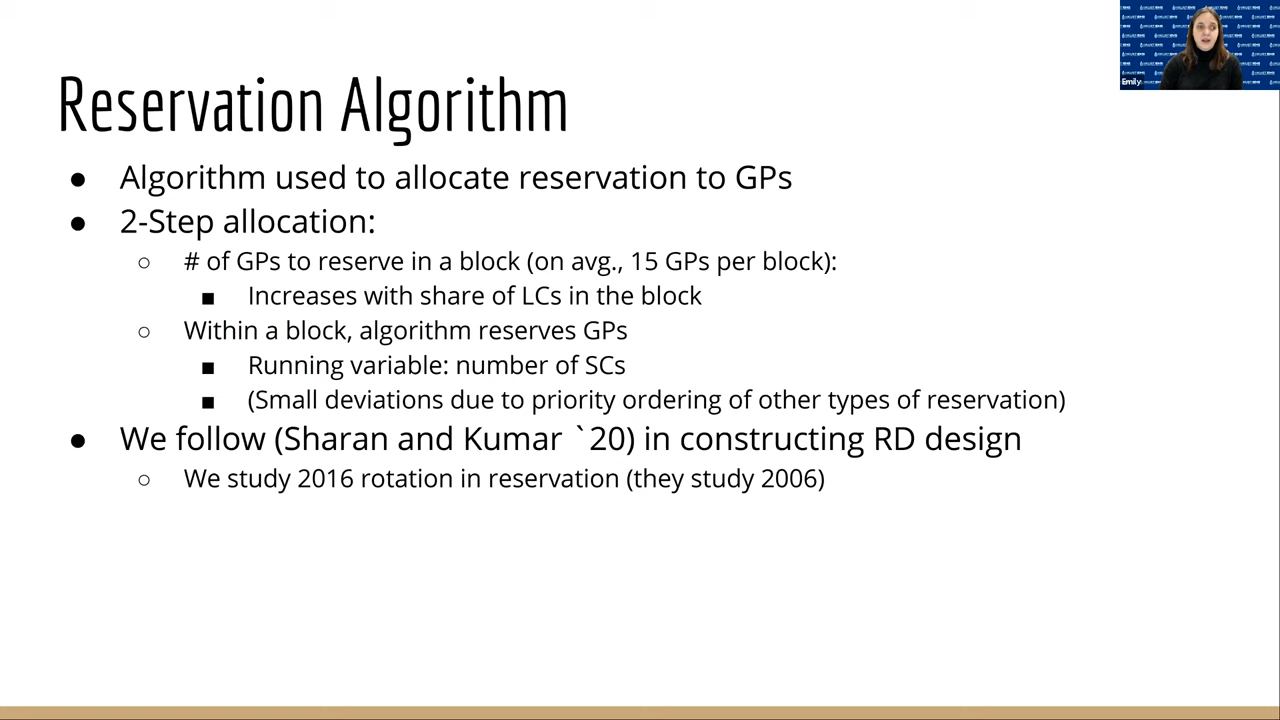 Reservation Algorithm
● Algorithm used to allocate reservation to GPs
● 2-Step allocation:
○ # of GPs to reserve in a block (on avg., 15 GPs per block):
■ Increases with share of LCs in the block
○ Within a block, algorithm reserves GPs
■ Running variable: number of SCs
■ (Small deviations due to priority ordering of other types of reservation)
● We follow (Sharan and Kumar `20) in constructing RD design
○ We study 2016 rotation in reservation (they study 2006)
Emily